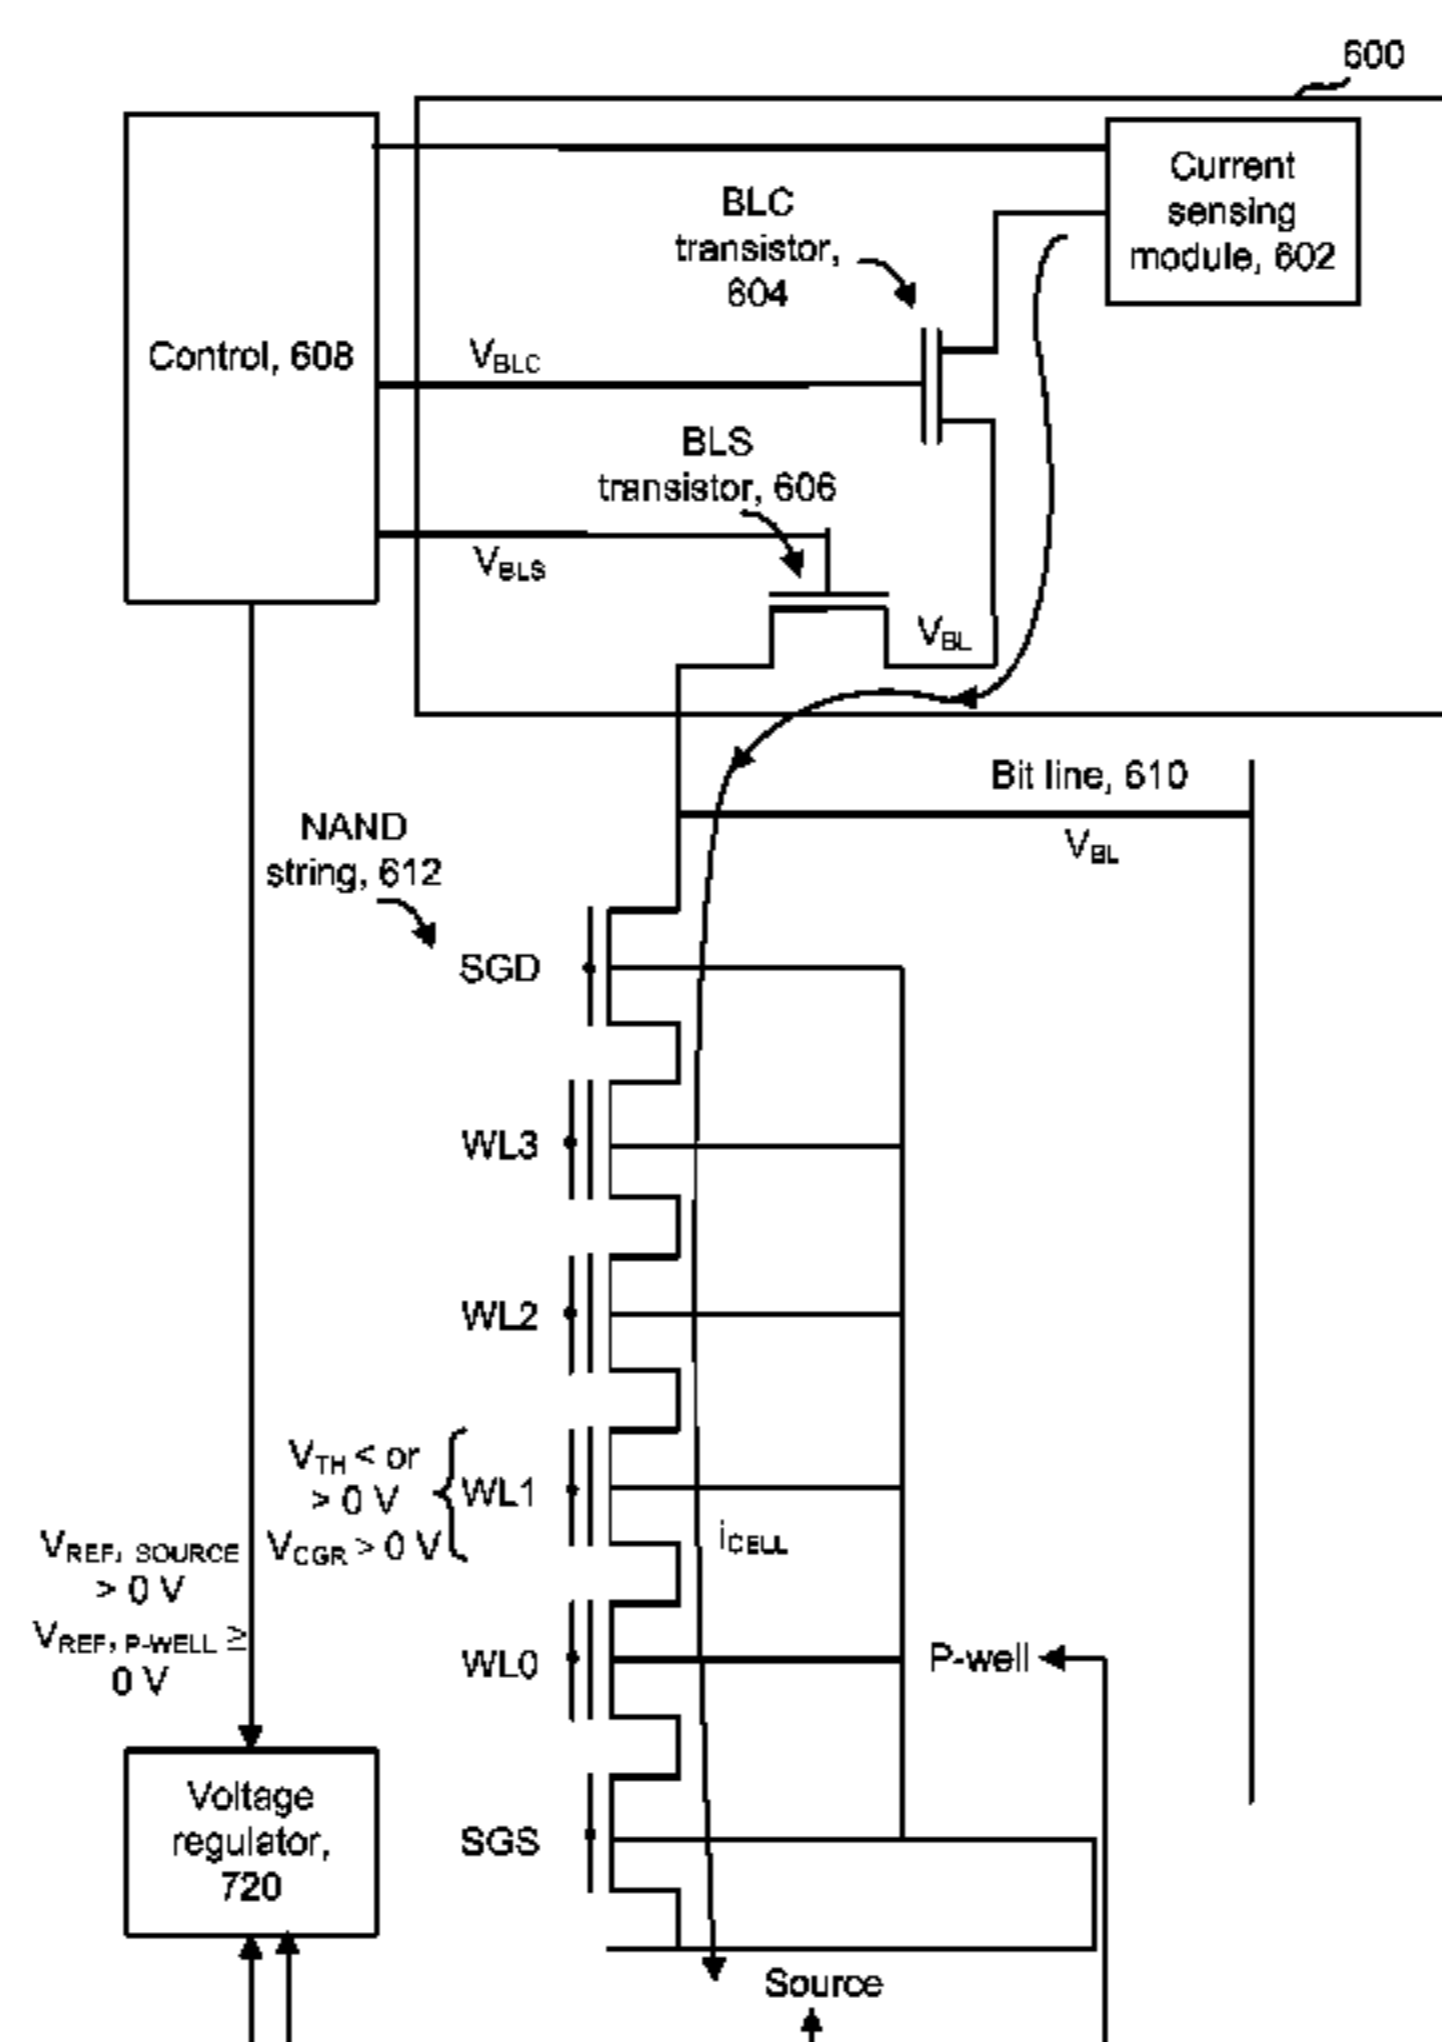 600
Current
sensing
module, 602
BLC
transistor,
604
Control, 608
VBLC
BLS
transistor, 606
VBLS
VBL
Bit line, 610
VBL
NAND
string, 612
SGD
WL3
WL2
VTH < or
> 0 V
WL1
VCGR > 0 V
iCELL
VREF, SOURCE
> 0 V
VREF, P-WELL ≥
0 V
WL0
P-well
Voltage
regulator,
720
SGS
Source